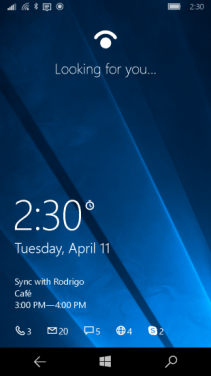 2:30
Looking for you...
2:30
Tuesday, April 11
Sync with Rodrigo
Café
3:00 PM—4:00 PM
3 20 5 4 2